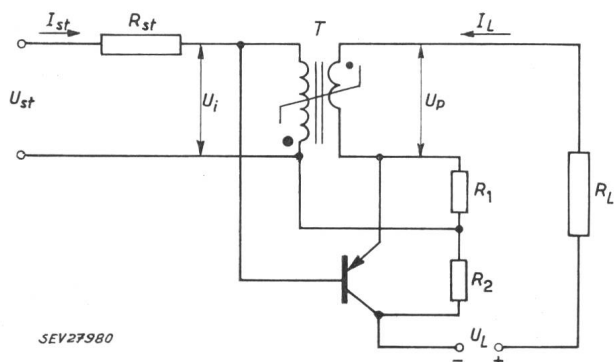 I_st R_st T I_L
U_st U_i U_p
R_1 R_L
R_2
U_L
- +
SEV27980